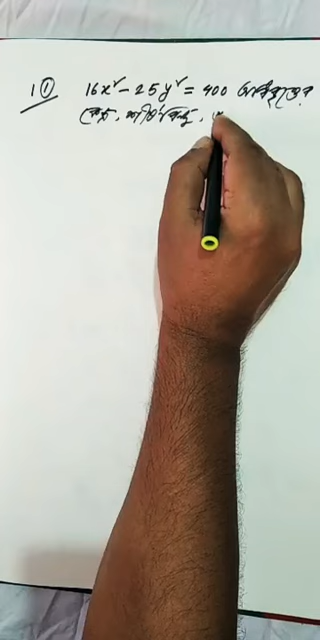 1① 16x² - 25y² = 400 অধিবৃত্তের
কেন্দ্র, শীর্ষবিন্দু,